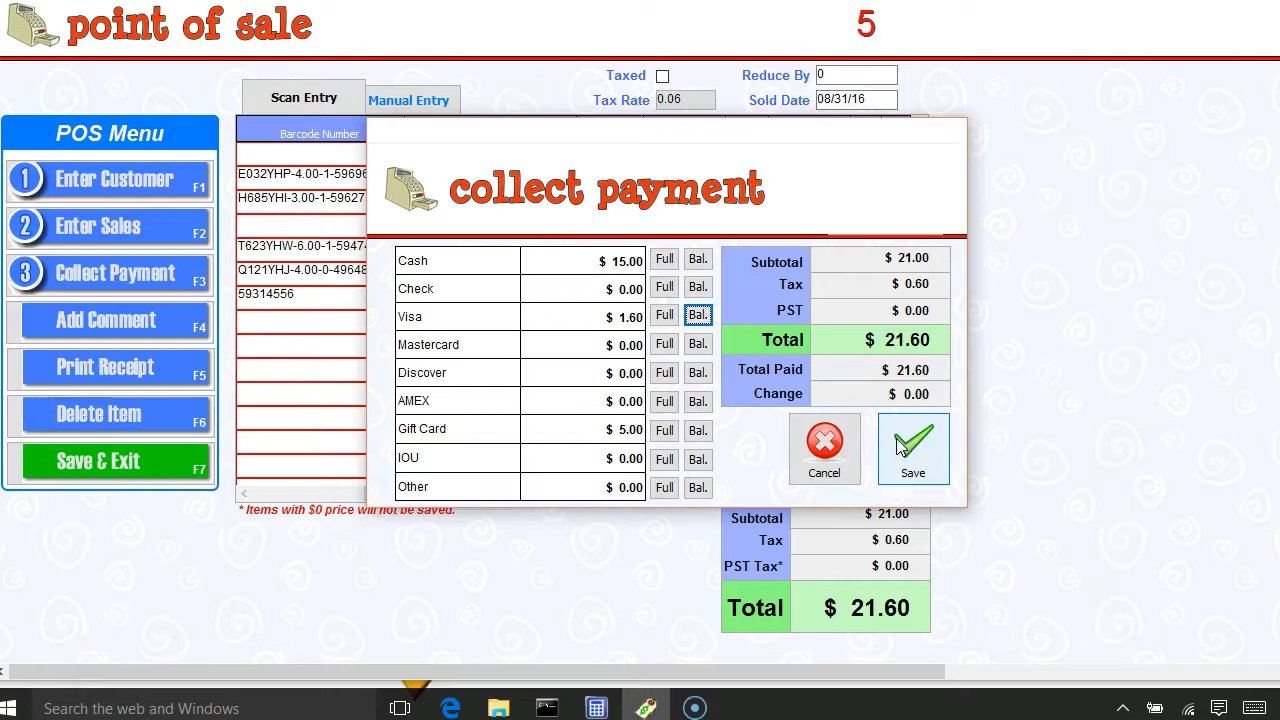 point of sale
5
Taxed
Reduce By 0
Scan Entry
Manual Entry
Tax Rate 0.06
Sold Date 08/31/16
POS Menu
1 Enter Customer F1
2 Enter Sales F2
3 Collect Payment F3
Add Comment F4
Print Receipt F5
Delete Item F6
Save & Exit F7
Barcode Number
E032YHP-4.00-1-59696
H685YHI-3.00-1-59627
T623YHW-6.00-1-5947
Q121YHJ-4.00-0-49648
59314556
collect payment
Cash $ 15.00 Full Bal.
Check $ 0.00 Full Bal.
Visa $ 1.60 Full Bal.
Mastercard $ 0.00 Full Bal.
Discover $ 0.00 Full Bal.
AMEX $ 0.00 Full Bal.
Gift Card $ 5.00 Full Bal.
IOU $ 0.00 Full Bal.
Other $ 0.00 Full Bal.
Subtotal $ 21.00
Tax $ 0.60
PST $ 0.00
Total $ 21.60
Total Paid $ 21.60
Change $ 0.00
Cancel
Save
* Items with $0 price will not be saved.
Subtotal $ 21.00
Tax $ 0.60
PST Tax* $ 0.00
Total $ 21.60
Search the web and Windows